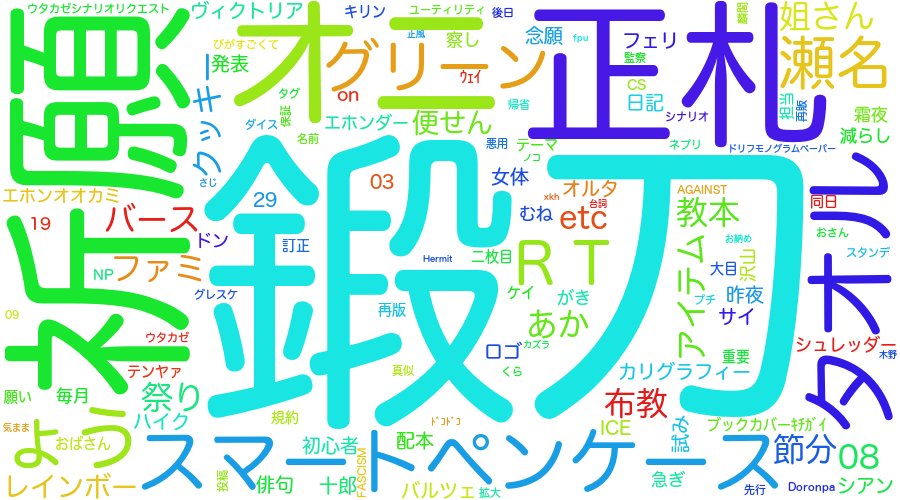 ウタカゼシナリオリクエスト
ヴィクトリア
キリン
ユーティリティ
後日
正風
察し
念願
fpu
フェリ
瞬間
姐さん
瀬名
祈願
びがすごくて
発表
オ
グリーン
ｳｪｲ
正札
監察
CS
日記
担当
再販
霜夜
減らし
クッキー
タグ
on
保証
エホンダー
便せん
帰省
シナリオ
ダイス
名前
悪用
テーマ
ノコ
ネプリ
ドリフモノグラムペーパー
さじ
鍛刀
エホンオオカミ
29
03
女体
オルタ
xkh
台詞
AGAINST
同日
タオル
19
バース
ドン
訂正
むね
etc
教本
おさん
お納め
スタンデ
NP
ファミ
Hermit
二枚目
ＲＴ
アイテム
大目
沢山
グレスケ
ケイ
がき
プチ
昨夜
09
再版
あか
サイ
ウタカゼ
カズラ
ロゴ
重要
シュレッダー
木野
テンヤァ
真似
くら
カリグラフィー
願い
毎月
祭り
布教
気まま
よう
おばさん
ハイク
規約
ﾄﾞｺﾄﾞｺ
ICE
試み
ブックカバーｷﾁｶﾞｲ
スマートペンケース
初心者
配本
節分
08
レインボー
投稿
俳句
十郎
FASCISM
バルツェ
拡大
急ぎ
先行
Doronpa
シアン